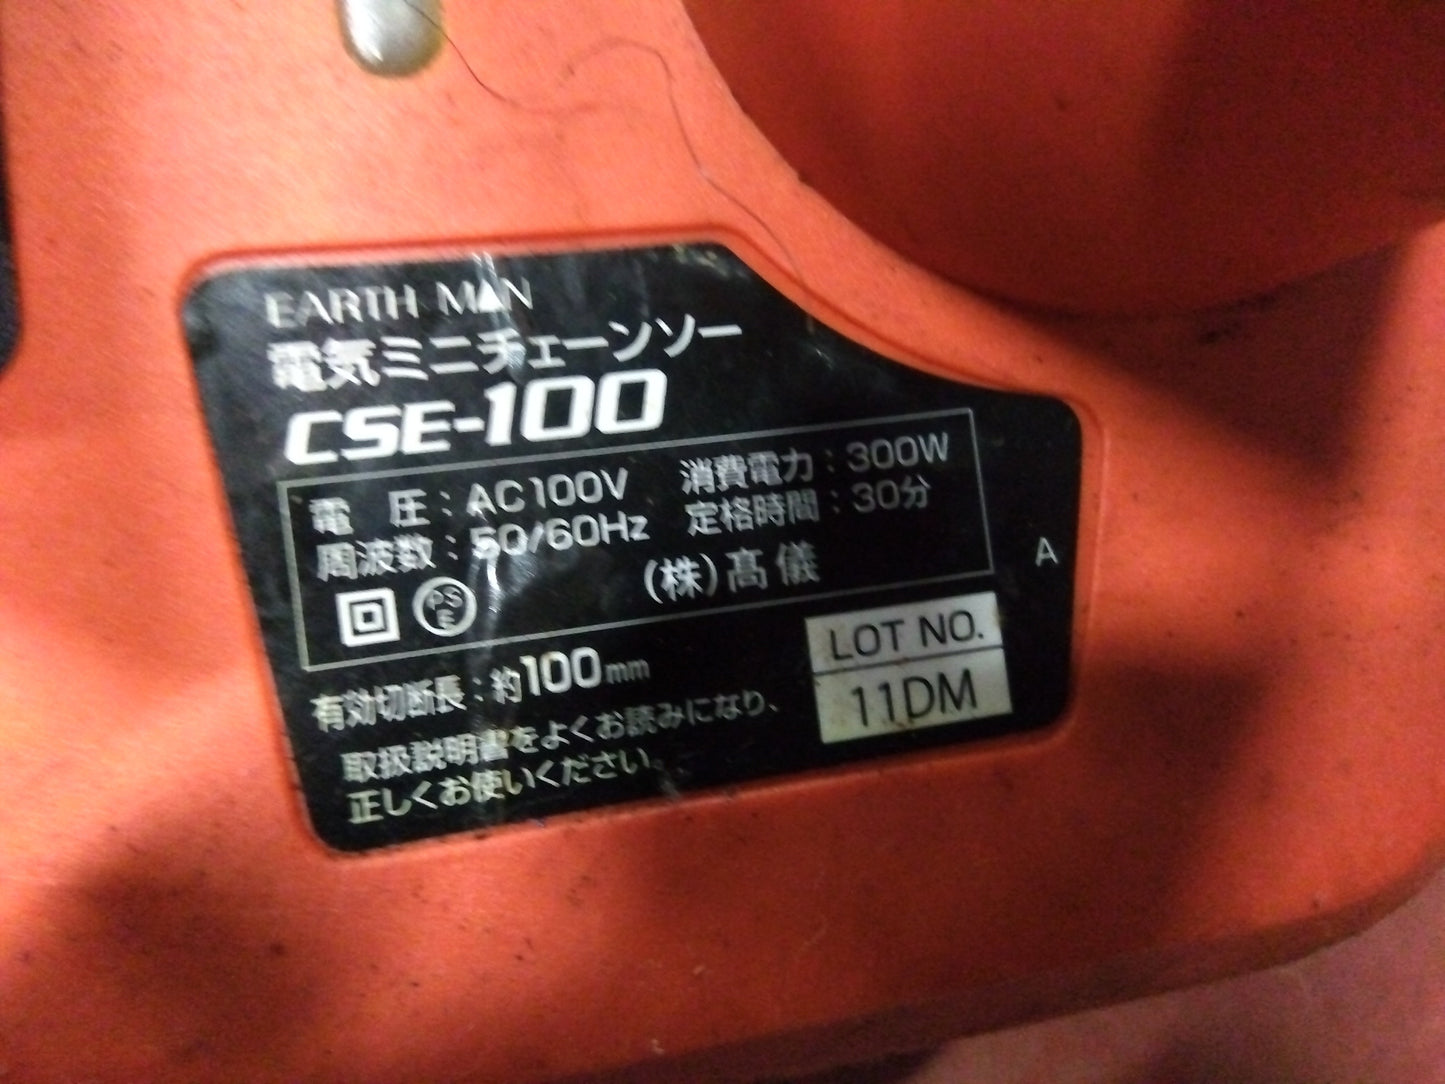 EARTH MAN
電気ミニチェーンソー
CSE-100
電 圧：AC100V 消費電力：300W
周波数：50/60Hz 定格時間：30分
PSE
(株)髙儀
A
有効切断長：約100mm
取扱説明書をよくお読みになり、
正しくお使いください。
LOT NO.
11DM